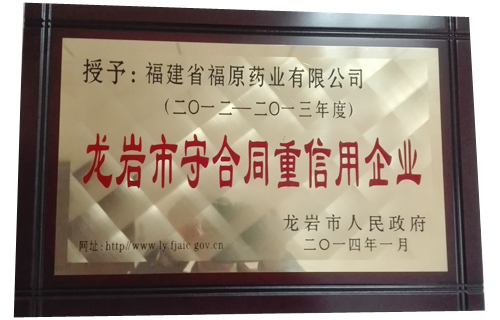 授予：福建省福原药业有限公司
（二〇一二—二〇一三年度）
龙岩市守合同重信用企业
龙岩市人民政府
网址：http//www.ly.fjaic gov.cn
二〇一四年一月